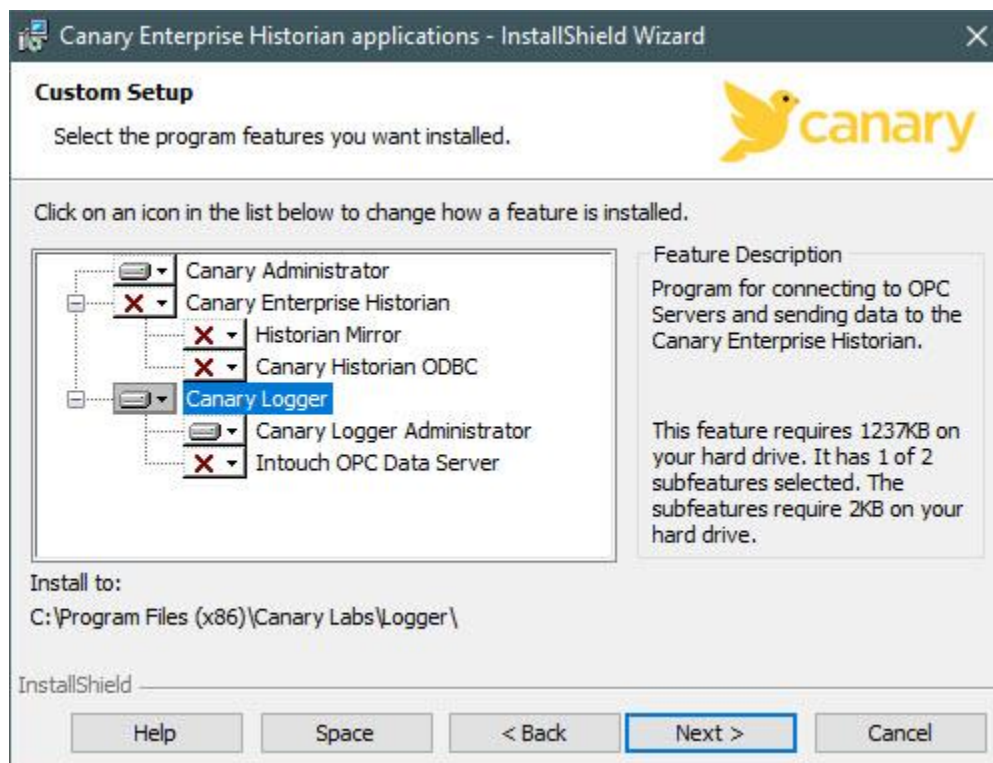 Canary Enterprise Historian applications - InstallShield Wizard
Custom Setup
Select the program features you want installed.
canary
Click on an icon in the list below to change how a feature is installed.
Canary Administrator
Canary Enterprise Historian
Historian Mirror
Canary Historian ODBC
Canary Logger
Canary Logger Administrator
Intouch OPC Data Server
Feature Description
Program for connecting to OPC
Servers and sending data to the
Canary Enterprise Historian.
This feature requires 1237KB on
your hard drive. It has 1 of 2
subfeatures selected. The
subfeatures require 2KB on your
hard drive.
Install to:
C:\Program Files (x86)\Canary Labs\Logger\
InstallShield
Help
Space
< Back
Next >
Cancel